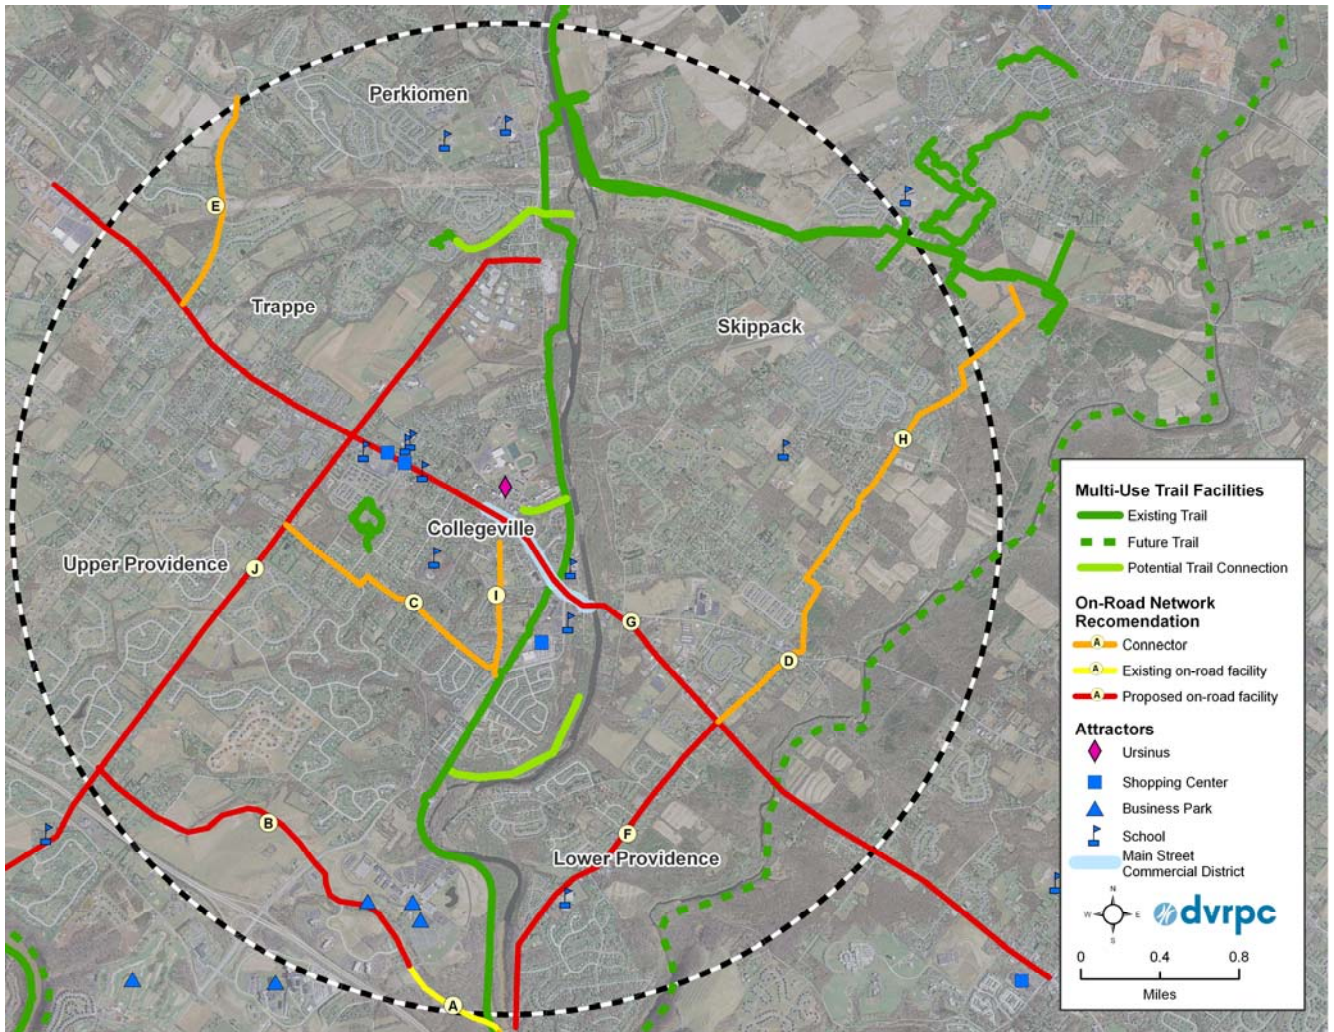 Perkiomen
E
Trappe
Skippack
H
Collegeville
Upper Providence
J
C
I
G
D
B
F
Lower Providence
A
Multi-Use Trail Facilities
Existing Trail
Future Trail
Potential Trail Connection
On-Road Network
Recomendation
A
Connector
A
Existing on-road facility
A
Proposed on-road facility
Attractors
Ursinus
Shopping Center
Business Park
School
Main Street
Commercial District
N
W
E
S
dvrpc
0
0.4
0.8
Miles